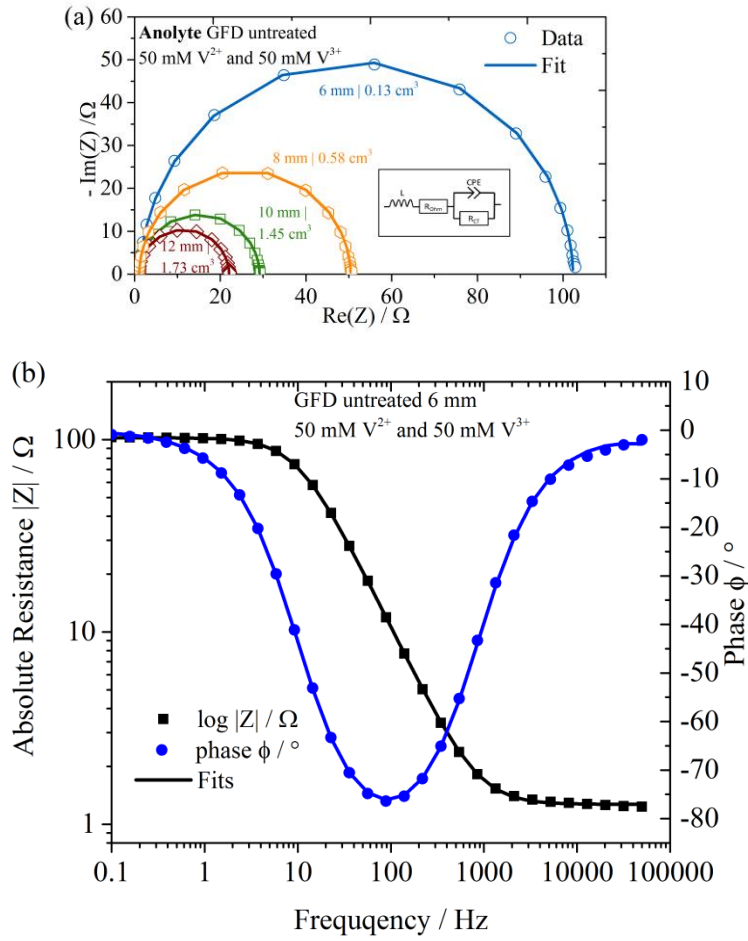 (a)
60
50
40
30
20
10
0
- Im(Z) /Ω
Anolyte GFD untreated
50 mM V²⁺ and 50 mM V³⁺
Data
Fit
6 mm | 0.13 cm³
8 mm | 0.58 cm³
10 mm |
1.45 cm³
12 mm |
1.73 cm³
L
R_Ohm
CPE
R_CT
0 20 40 60 80 100
Re(Z) / Ω
(b)
GFD untreated 6 mm
50 mM V²⁺ and 50 mM V³⁺
100
10
1
Absolute Resistance |Z| / Ω
10
0
-10
-20
-30
-40
-50
-60
-70
-80
Phase ϕ / °
log |Z| / Ω
phase ϕ / °
Fits
0.1 1 10 100 1000 10000 100000
Frequqency / Hz